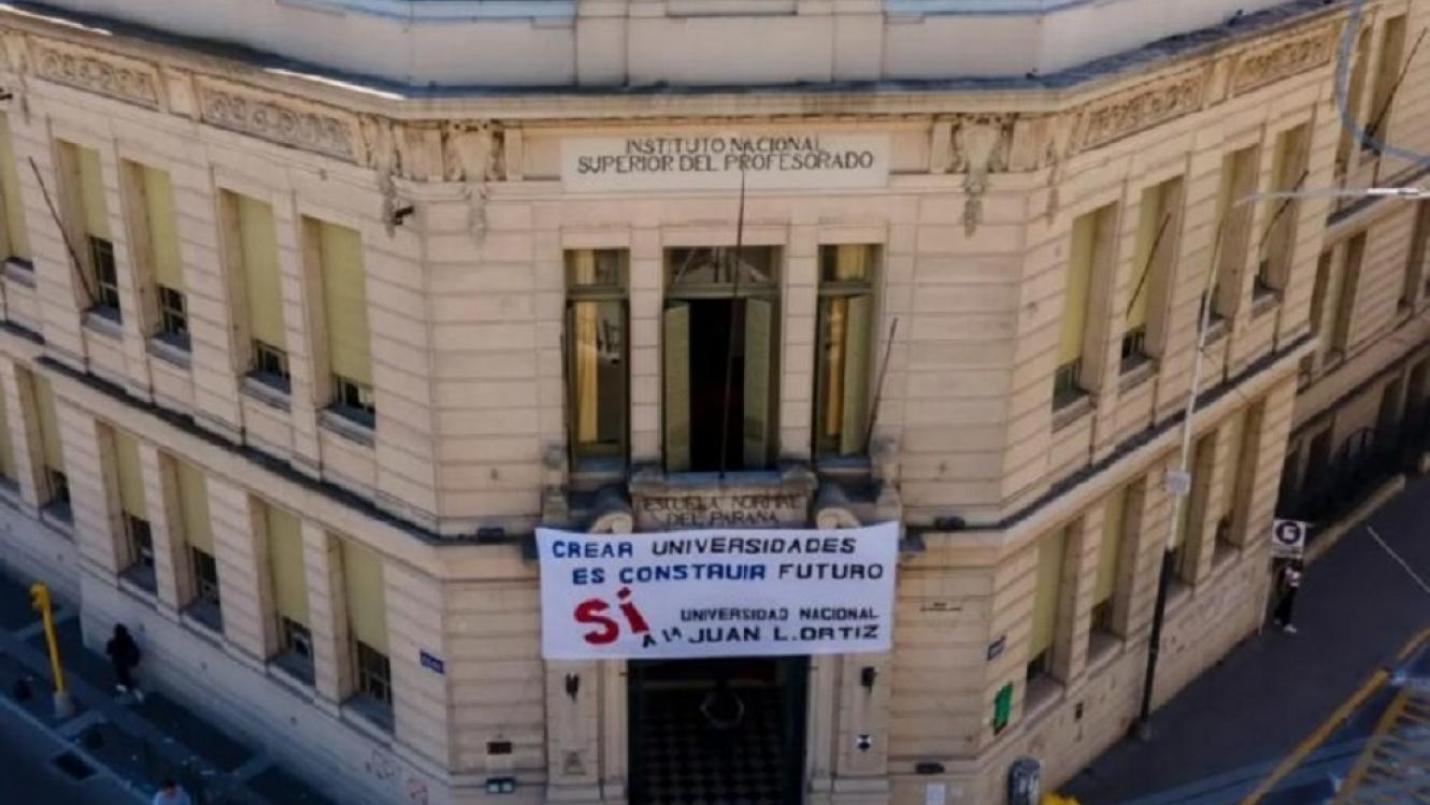 INSTITUTO NACIONAL
SUPERIOR DEL PROFESORADO
ESCUELA NORMAL
DEL PARANA
CREAR UNIVERSIDADES
ES CONSTRUIR FUTURO
SÍ A LA UNIVERSIDAD NACIONAL
JUAN L. ORTIZ
E